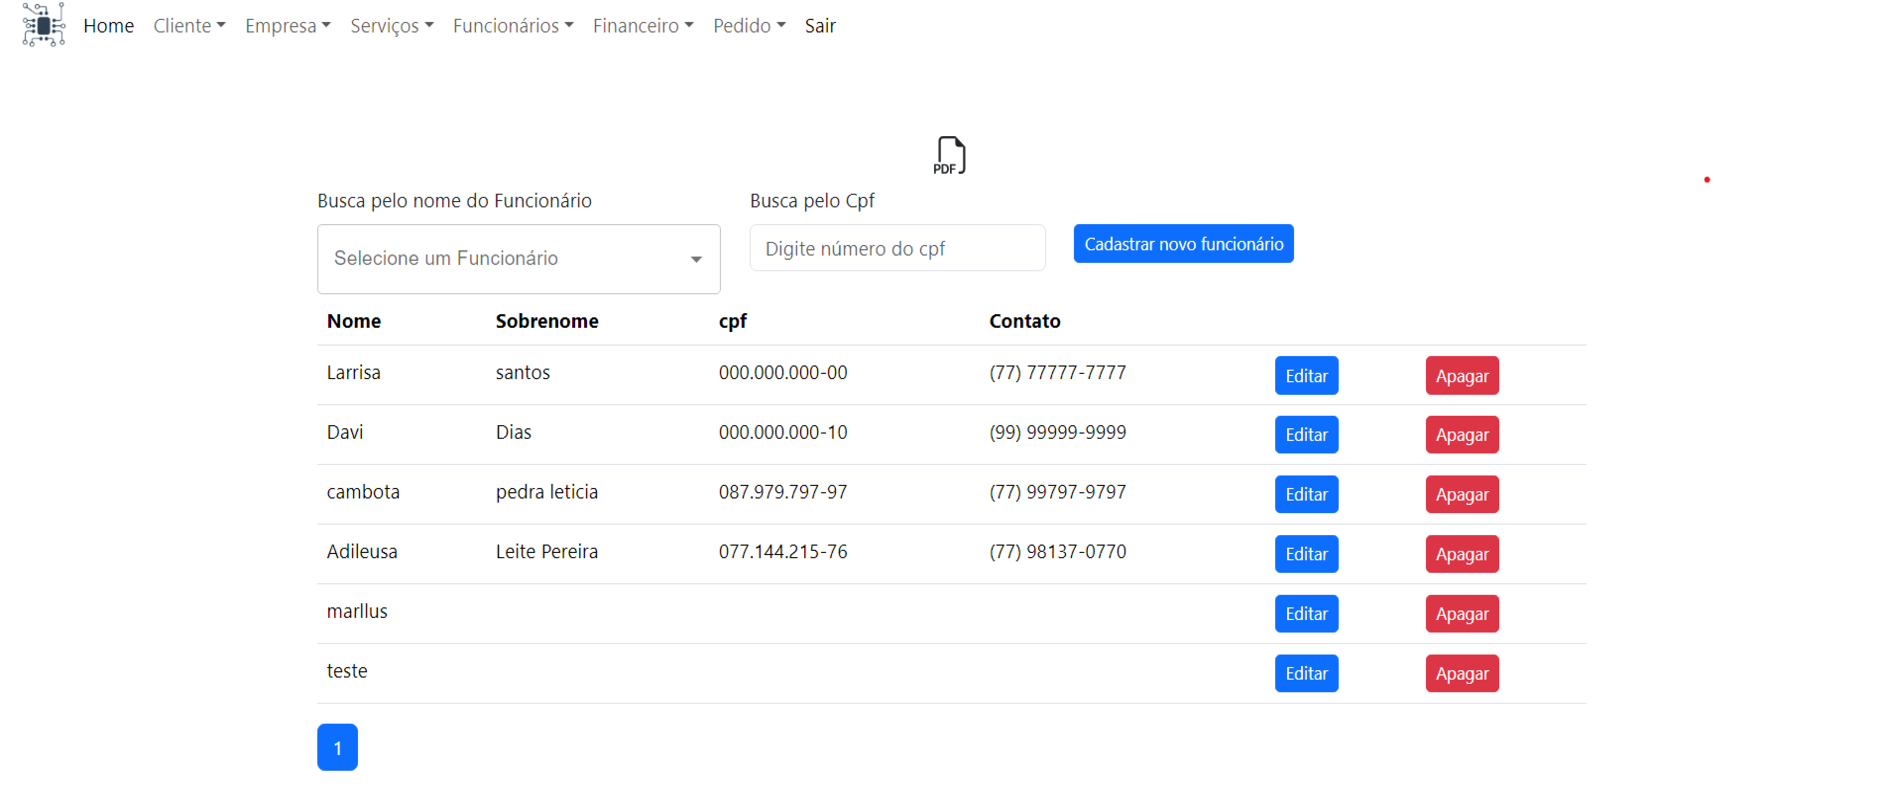 Home Cliente Empresa Serviços Funcionários Financeiro Pedido Sair
PDF
Busca pelo nome do Funcionário Busca pelo Cpf
Selecione um Funcionário Digite número do cpf Cadastrar novo funcionário
Nome Sobrenome cpf Contato
Larrisa santos 000.000.000-00 (77) 77777-7777 Editar Apagar
Davi Dias 000.000.000-10 (99) 99999-9999 Editar Apagar
cambota pedra leticia 087.979.797-97 (77) 99797-9797 Editar Apagar
Adileusa Leite Pereira 077.144.215-76 (77) 98137-0770 Editar Apagar
marllus Editar Apagar
teste Editar Apagar
1